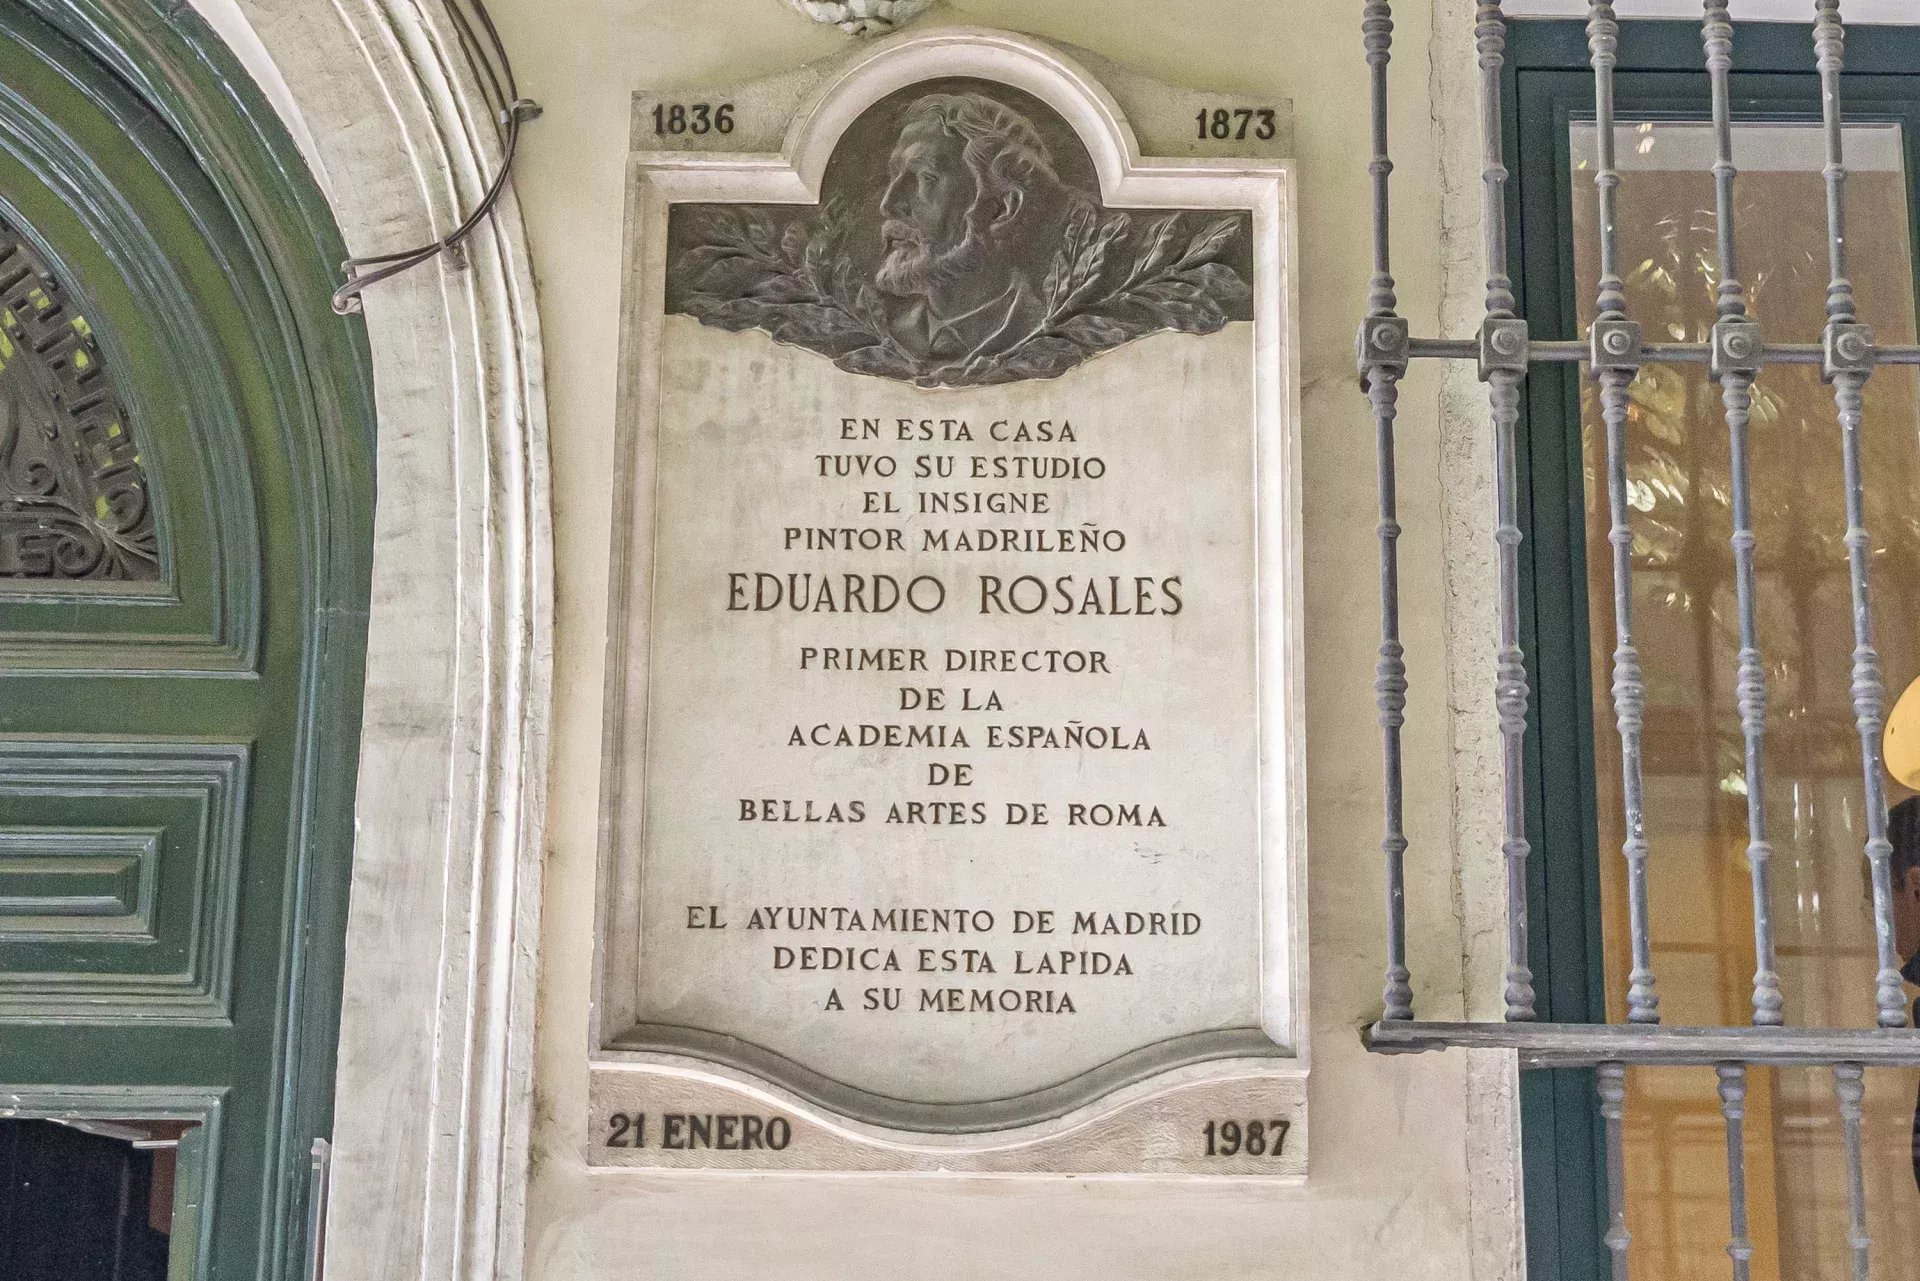 1836 1873
EN ESTA CASA
TUVO SU ESTUDIO
EL INSIGNE
PINTOR MADRILEÑO
EDUARDO ROSALES
PRIMER DIRECTOR
DE LA
ACADEMIA ESPAÑOLA
DE
BELLAS ARTES DE ROMA
EL AYUNTAMIENTO DE MADRID
DEDICA ESTA LAPIDA
A SU MEMORIA
21 ENERO 1987